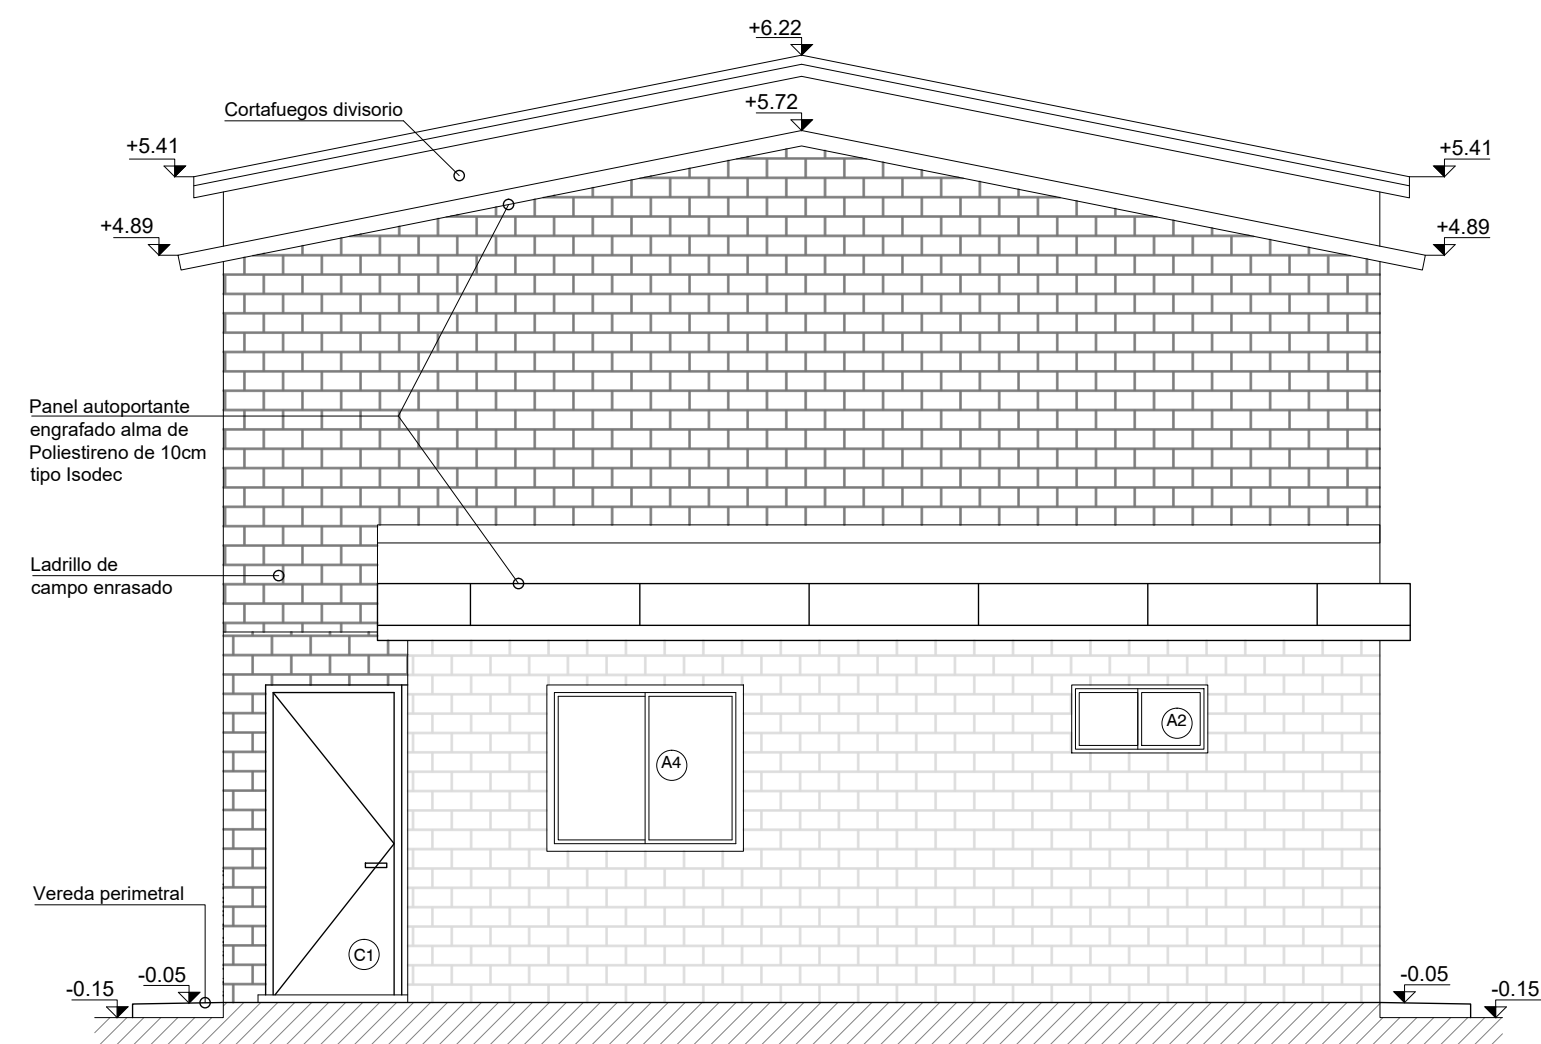 +6.22
Cortafuegos divisorio
+5.72
+5.41
+5.41
+4.89
+4.89
Panel autoportante
engrafado alma de
Poliestireno de 10cm
tipo Isodec
Ladrillo de
campo enrasado
A2
A4
Vereda perimetral
C1
-0.05
-0.15
-0.05
-0.15